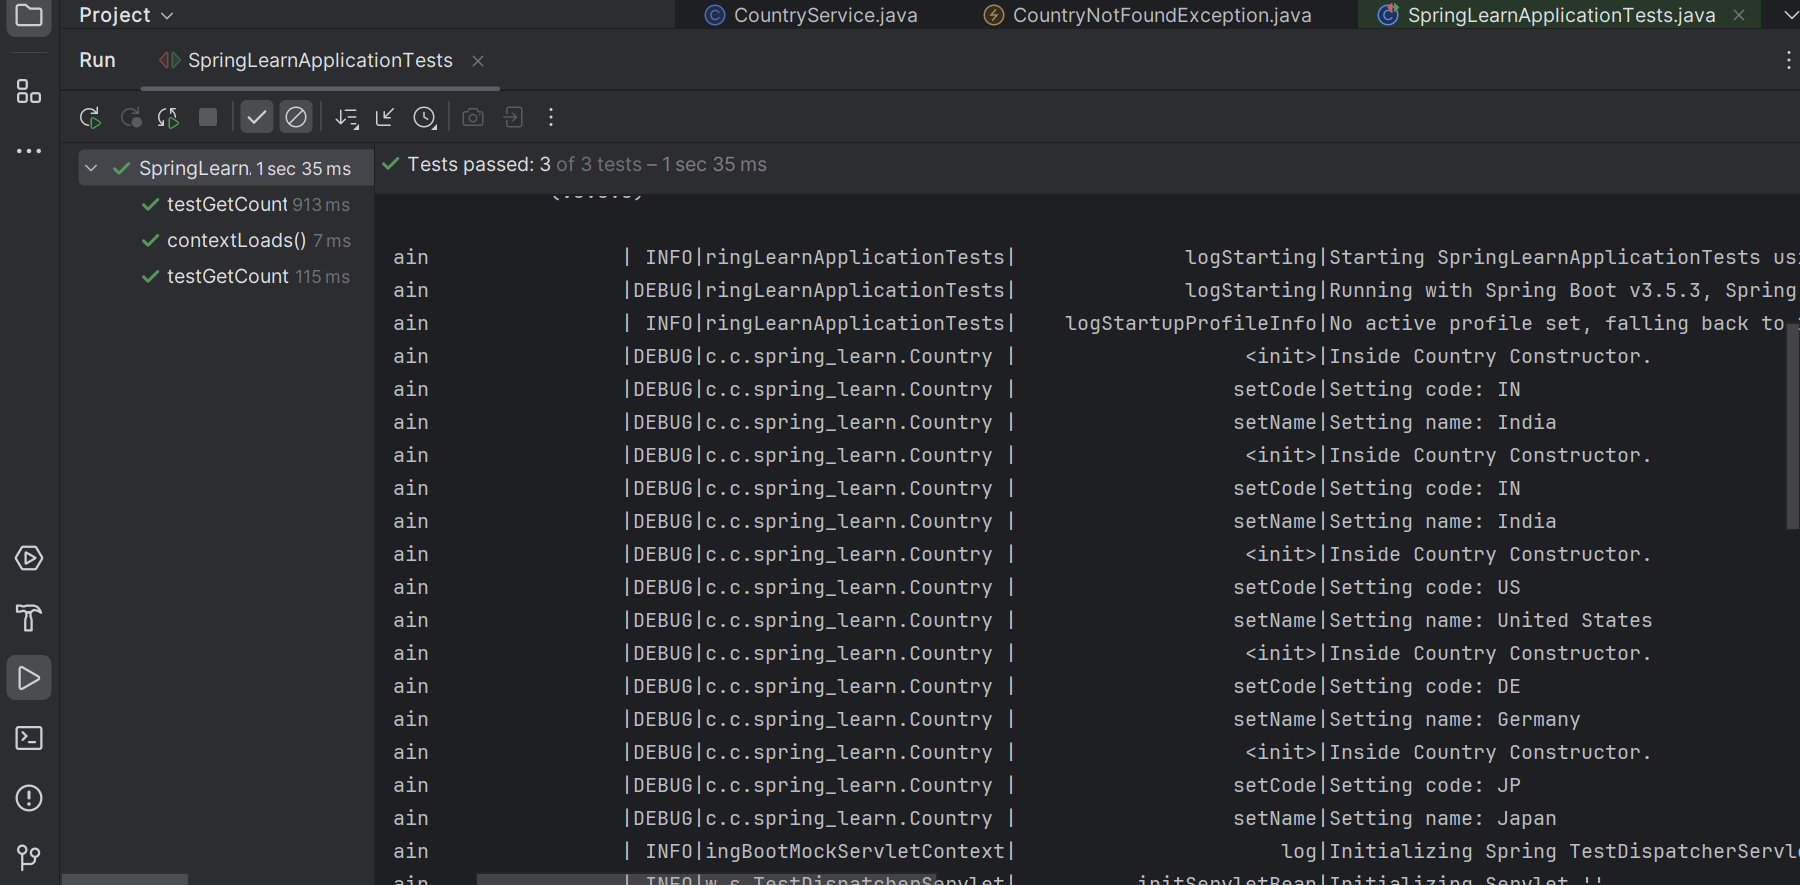 Project
CountryService.java
CountryNotFoundException.java
SpringLearnApplicationTests.java
Run
SpringLearnApplicationTests
SpringLearn. 1 sec 35 ms
testGetCount 913 ms
contextLoads() 7 ms
testGetCount 115 ms
Tests passed: 3 of 3 tests – 1 sec 35 ms
ain | INFO|ringLearnApplicationTests| logStarting|Starting SpringLearnApplicationTests us
ain |DEBUG|ringLearnApplicationTests| logStarting|Running with Spring Boot v3.5.3, Spring
ain | INFO|ringLearnApplicationTests| logStartupProfileInfo|No active profile set, falling back to
ain |DEBUG|c.c.spring_learn.Country | <init>|Inside Country Constructor.
ain |DEBUG|c.c.spring_learn.Country | setCode|Setting code: IN
ain |DEBUG|c.c.spring_learn.Country | setName|Setting name: India
ain |DEBUG|c.c.spring_learn.Country | <init>|Inside Country Constructor.
ain |DEBUG|c.c.spring_learn.Country | setCode|Setting code: IN
ain |DEBUG|c.c.spring_learn.Country | setName|Setting name: India
ain |DEBUG|c.c.spring_learn.Country | <init>|Inside Country Constructor.
ain |DEBUG|c.c.spring_learn.Country | setCode|Setting code: US
ain |DEBUG|c.c.spring_learn.Country | setName|Setting name: United States
ain |DEBUG|c.c.spring_learn.Country | <init>|Inside Country Constructor.
ain |DEBUG|c.c.spring_learn.Country | setCode|Setting code: DE
ain |DEBUG|c.c.spring_learn.Country | setName|Setting name: Germany
ain |DEBUG|c.c.spring_learn.Country | <init>|Inside Country Constructor.
ain |DEBUG|c.c.spring_learn.Country | setCode|Setting code: JP
ain |DEBUG|c.c.spring_learn.Country | setName|Setting name: Japan
ain | INFO|ingBootMockServletContext| log|Initializing Spring TestDispatcherServl
ain | INFO|w.s.TestDispatcherServlet| initServletBean|Initializing Servlet ''